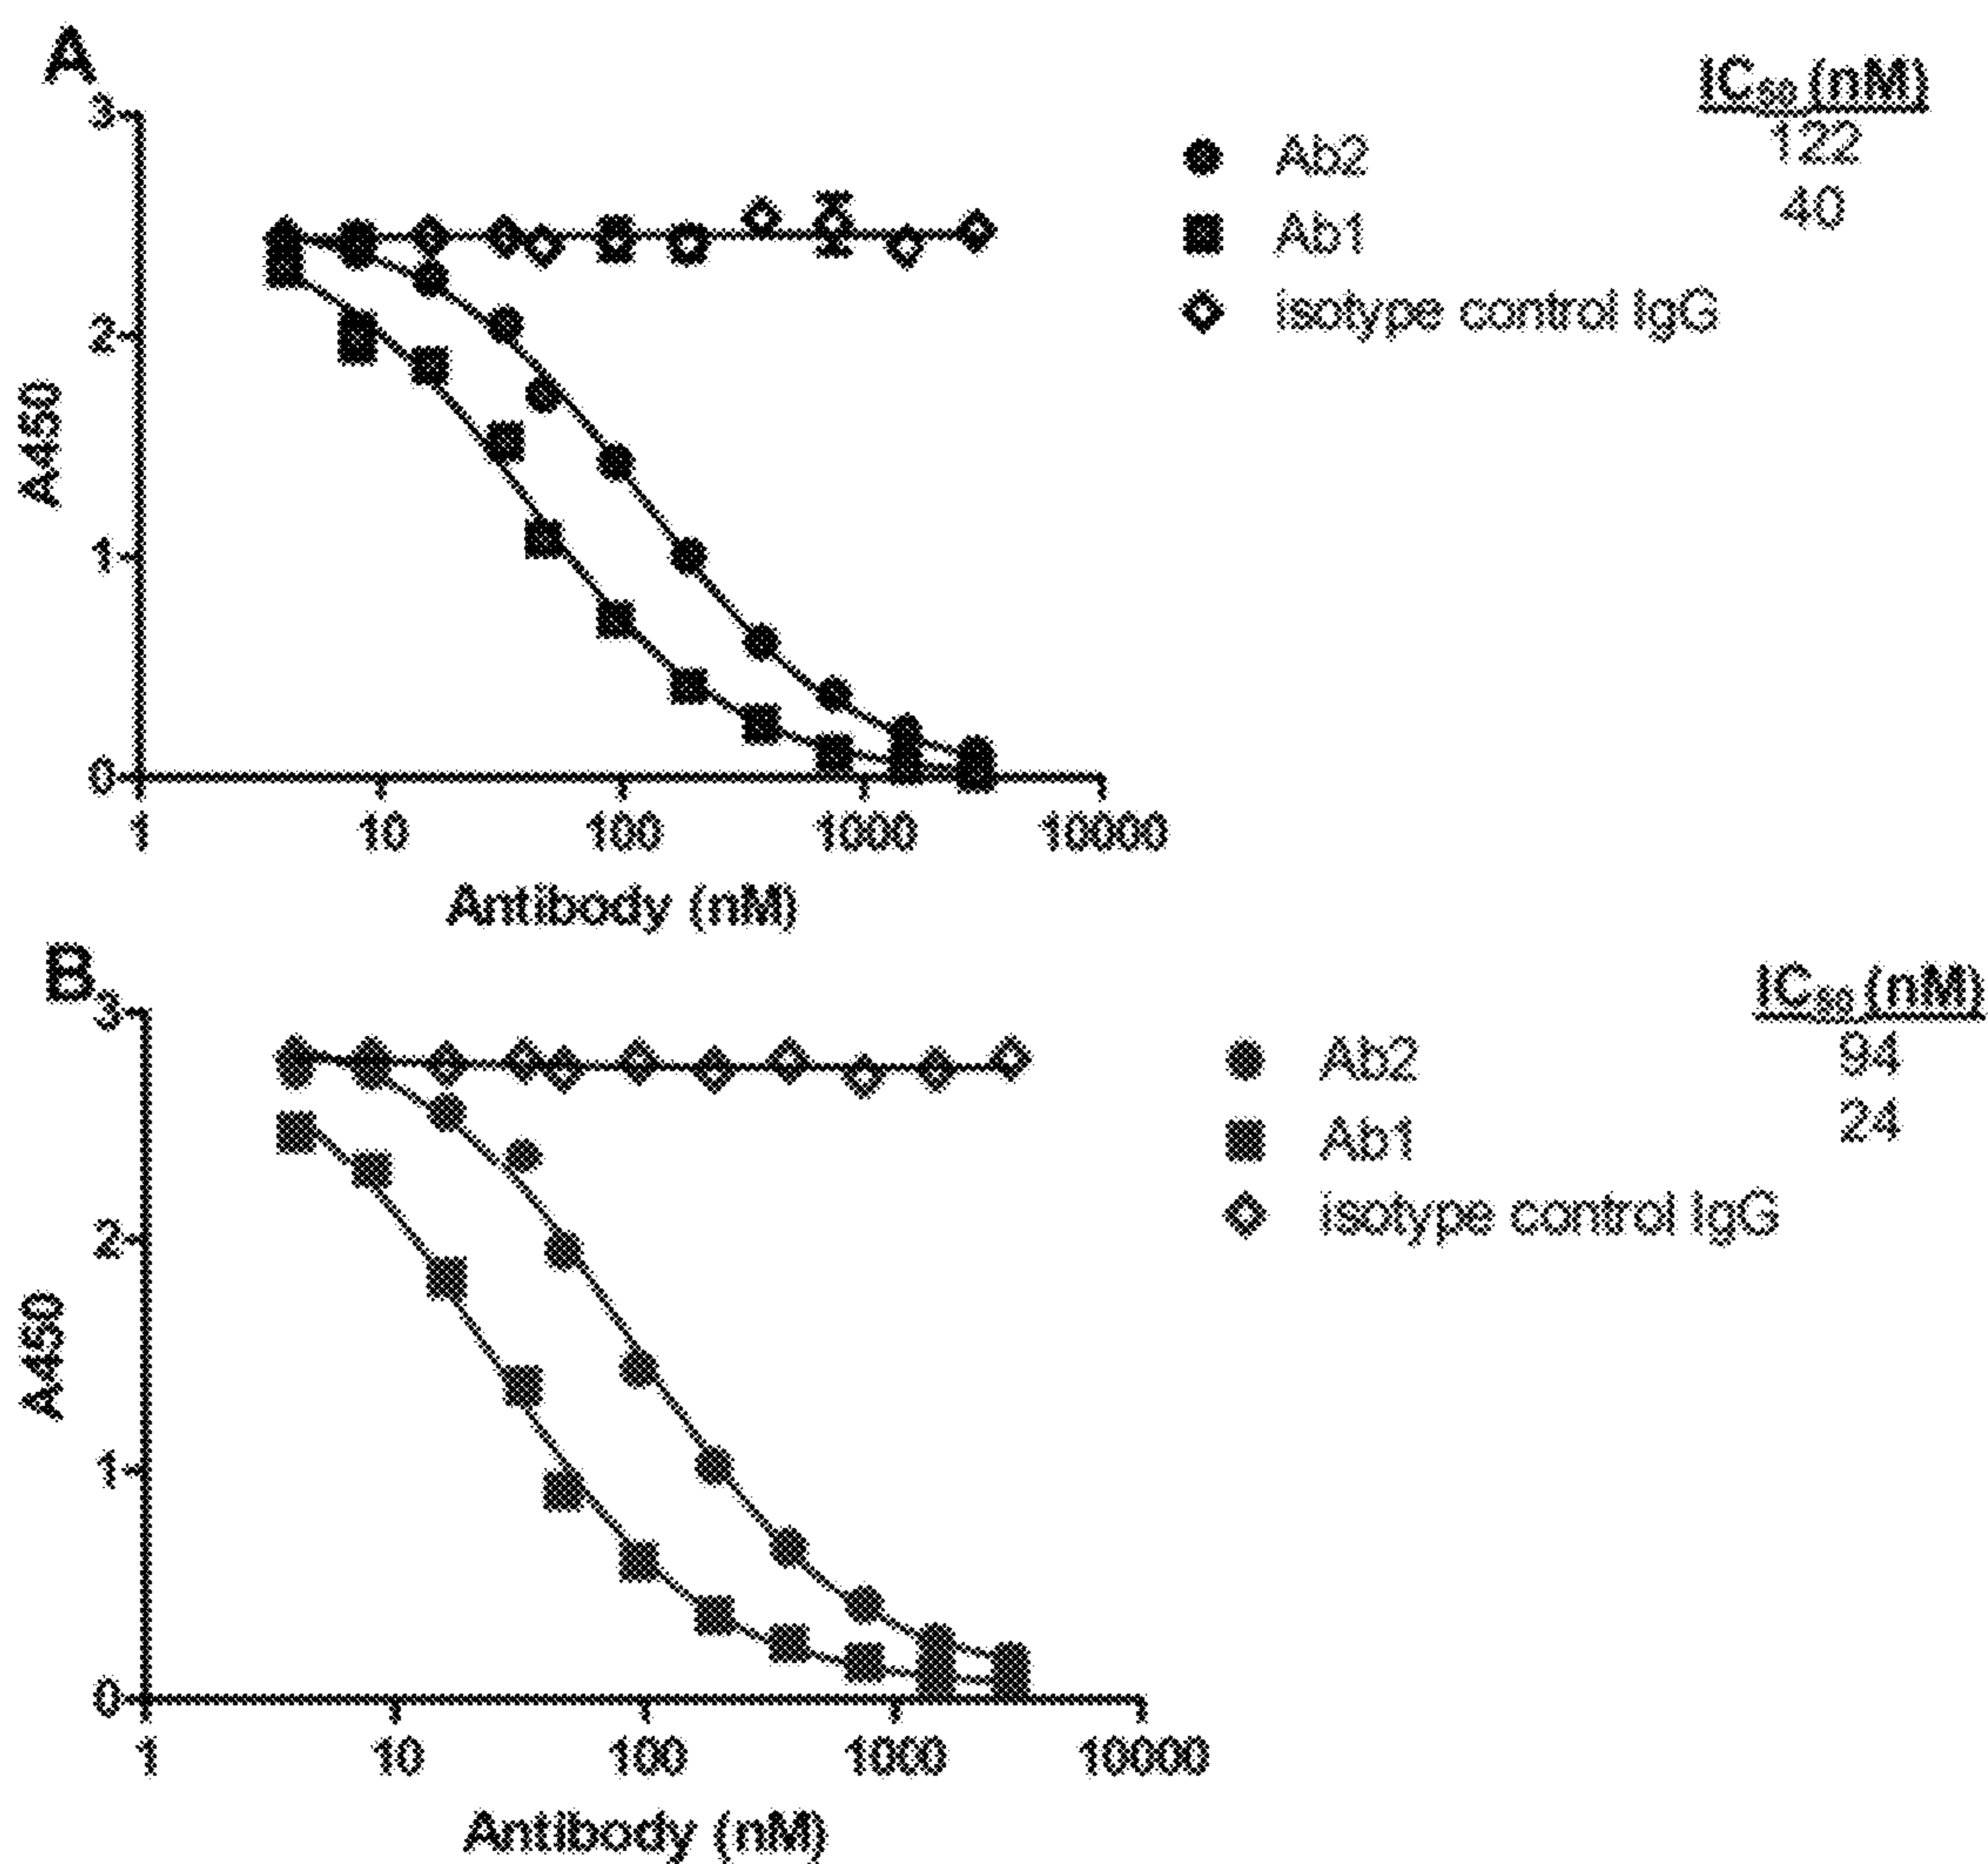 A
IC50 (nM)
Ab2 122
Ab1 40
isotype control IgG
3
2
1
0
A450
1 10 100 1000 10000
Antibody (nM)
B
IC50 (nM)
Ab2 94
Ab1 24
isotype control IgG
3
2
1
0
A450
1 10 100 1000 10000
Antibody (nM)